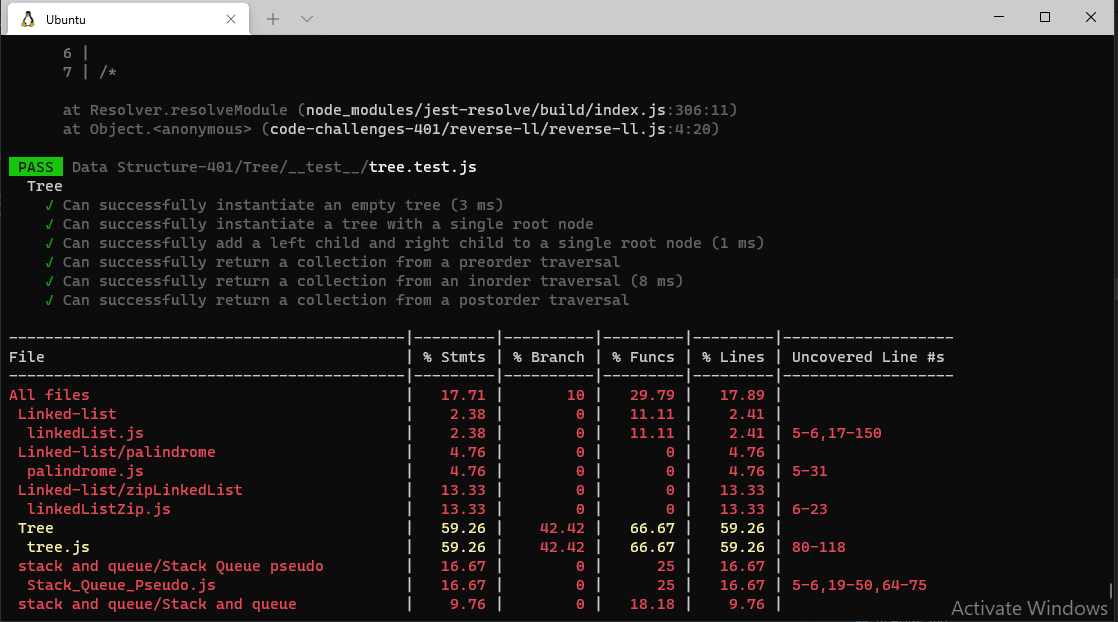 Ubuntu
6 |
7 | /*
at Resolver.resolveModule (node_modules/jest-resolve/build/index.js:306:11)
at Object.<anonymous> (code-challenges-401/reverse-ll/reverse-ll.js:4:20)
PASS Data Structure-401/Tree/__test__/tree.test.js
Tree
√ Can successfully instantiate an empty tree (3 ms)
√ Can successfully instantiate a tree with a single root node
√ Can successfully add a left child and right child to a single root node (1 ms)
√ Can successfully return a collection from a preorder traversal
√ Can successfully return a collection from an inorder traversal (8 ms)
√ Can successfully return a collection from a postorder traversal
--------------------------------------------|---------|----------|---------|---------|-------------------
File | % Stmts | % Branch | % Funcs | % Lines | Uncovered Line #s
--------------------------------------------|---------|----------|---------|---------|-------------------
All files | 17.71 | 10 | 29.79 | 17.89 |
Linked-list | 2.38 | 0 | 11.11 | 2.41 |
linkedList.js | 2.38 | 0 | 11.11 | 2.41 | 5-6,17-150
Linked-list/palindrome | 4.76 | 0 | 0 | 4.76 |
palindrome.js | 4.76 | 0 | 0 | 4.76 | 5-31
Linked-list/zipLinkedList | 13.33 | 0 | 0 | 13.33 |
linkedListZip.js | 13.33 | 0 | 0 | 13.33 | 6-23
Tree | 59.26 | 42.42 | 66.67 | 59.26 |
tree.js | 59.26 | 42.42 | 66.67 | 59.26 | 80-118
stack and queue/Stack Queue pseudo | 16.67 | 0 | 25 | 16.67 |
Stack_Queue_Pseudo.js | 16.67 | 0 | 25 | 16.67 | 5-6,19-50,64-75
stack and queue/Stack and queue | 9.76 | 0 | 18.18 | 9.76 |
Activate Windows